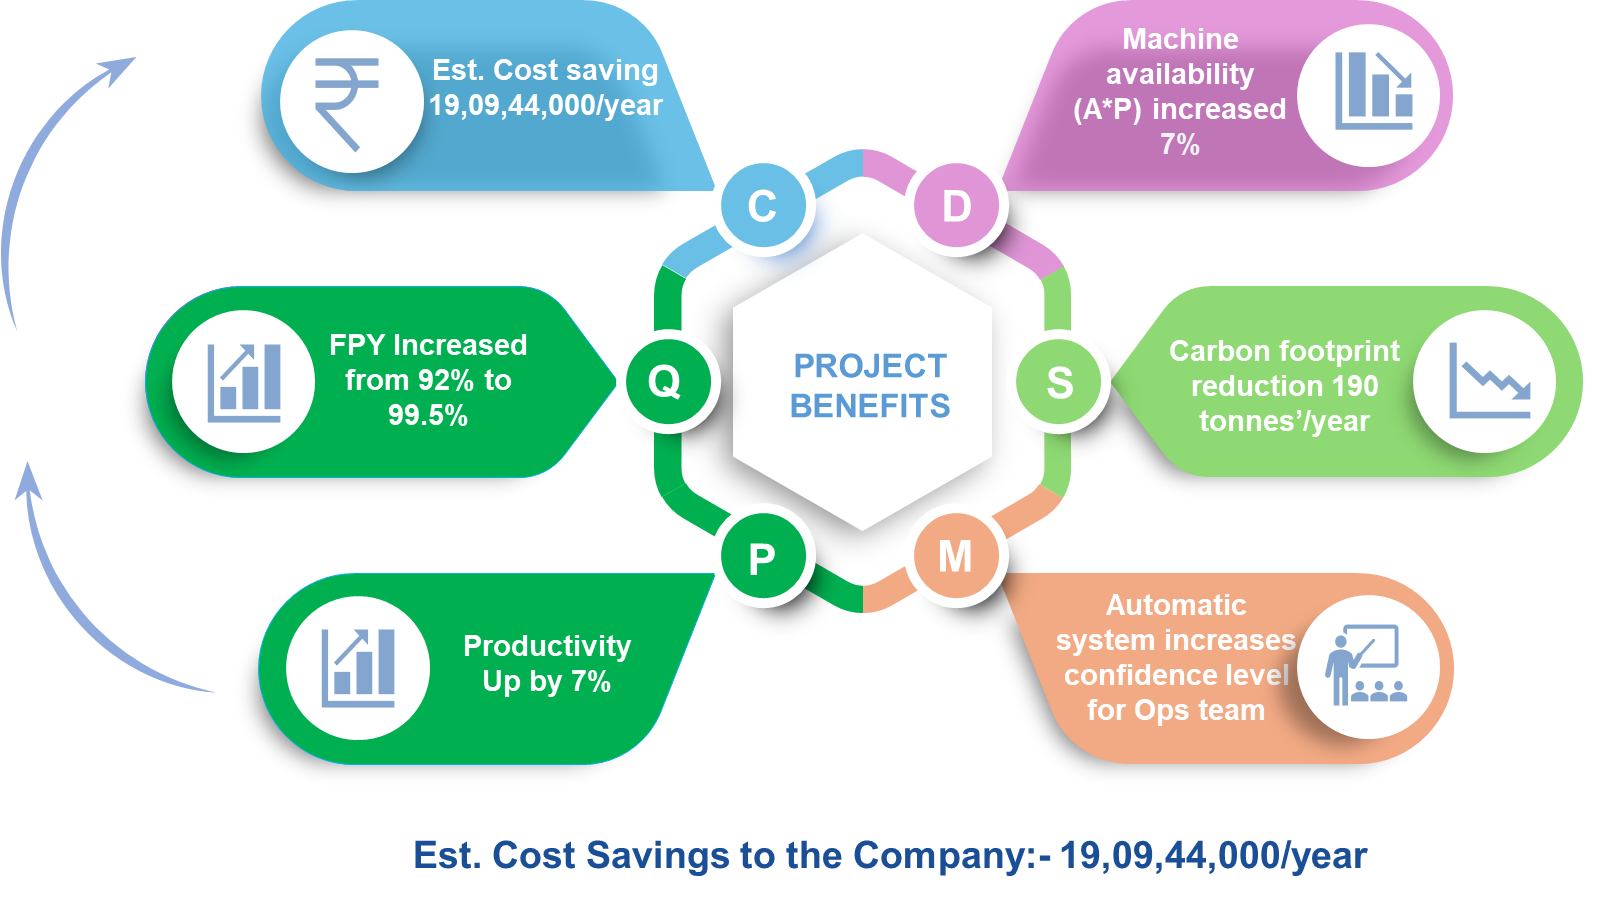 Est. Cost saving
19,09,44,000/year
Machine
availability
(A*P) increased
7%
C
D
FPY Increased
from 92% to
99.5%
Q
PROJECT
BENEFITS
S
Carbon footprint
reduction 190
tonnes’/year
P
M
Productivity
Up by 7%
Automatic
system increases
confidence level
for Ops team
Est. Cost Savings to the Company:- 19,09,44,000/year